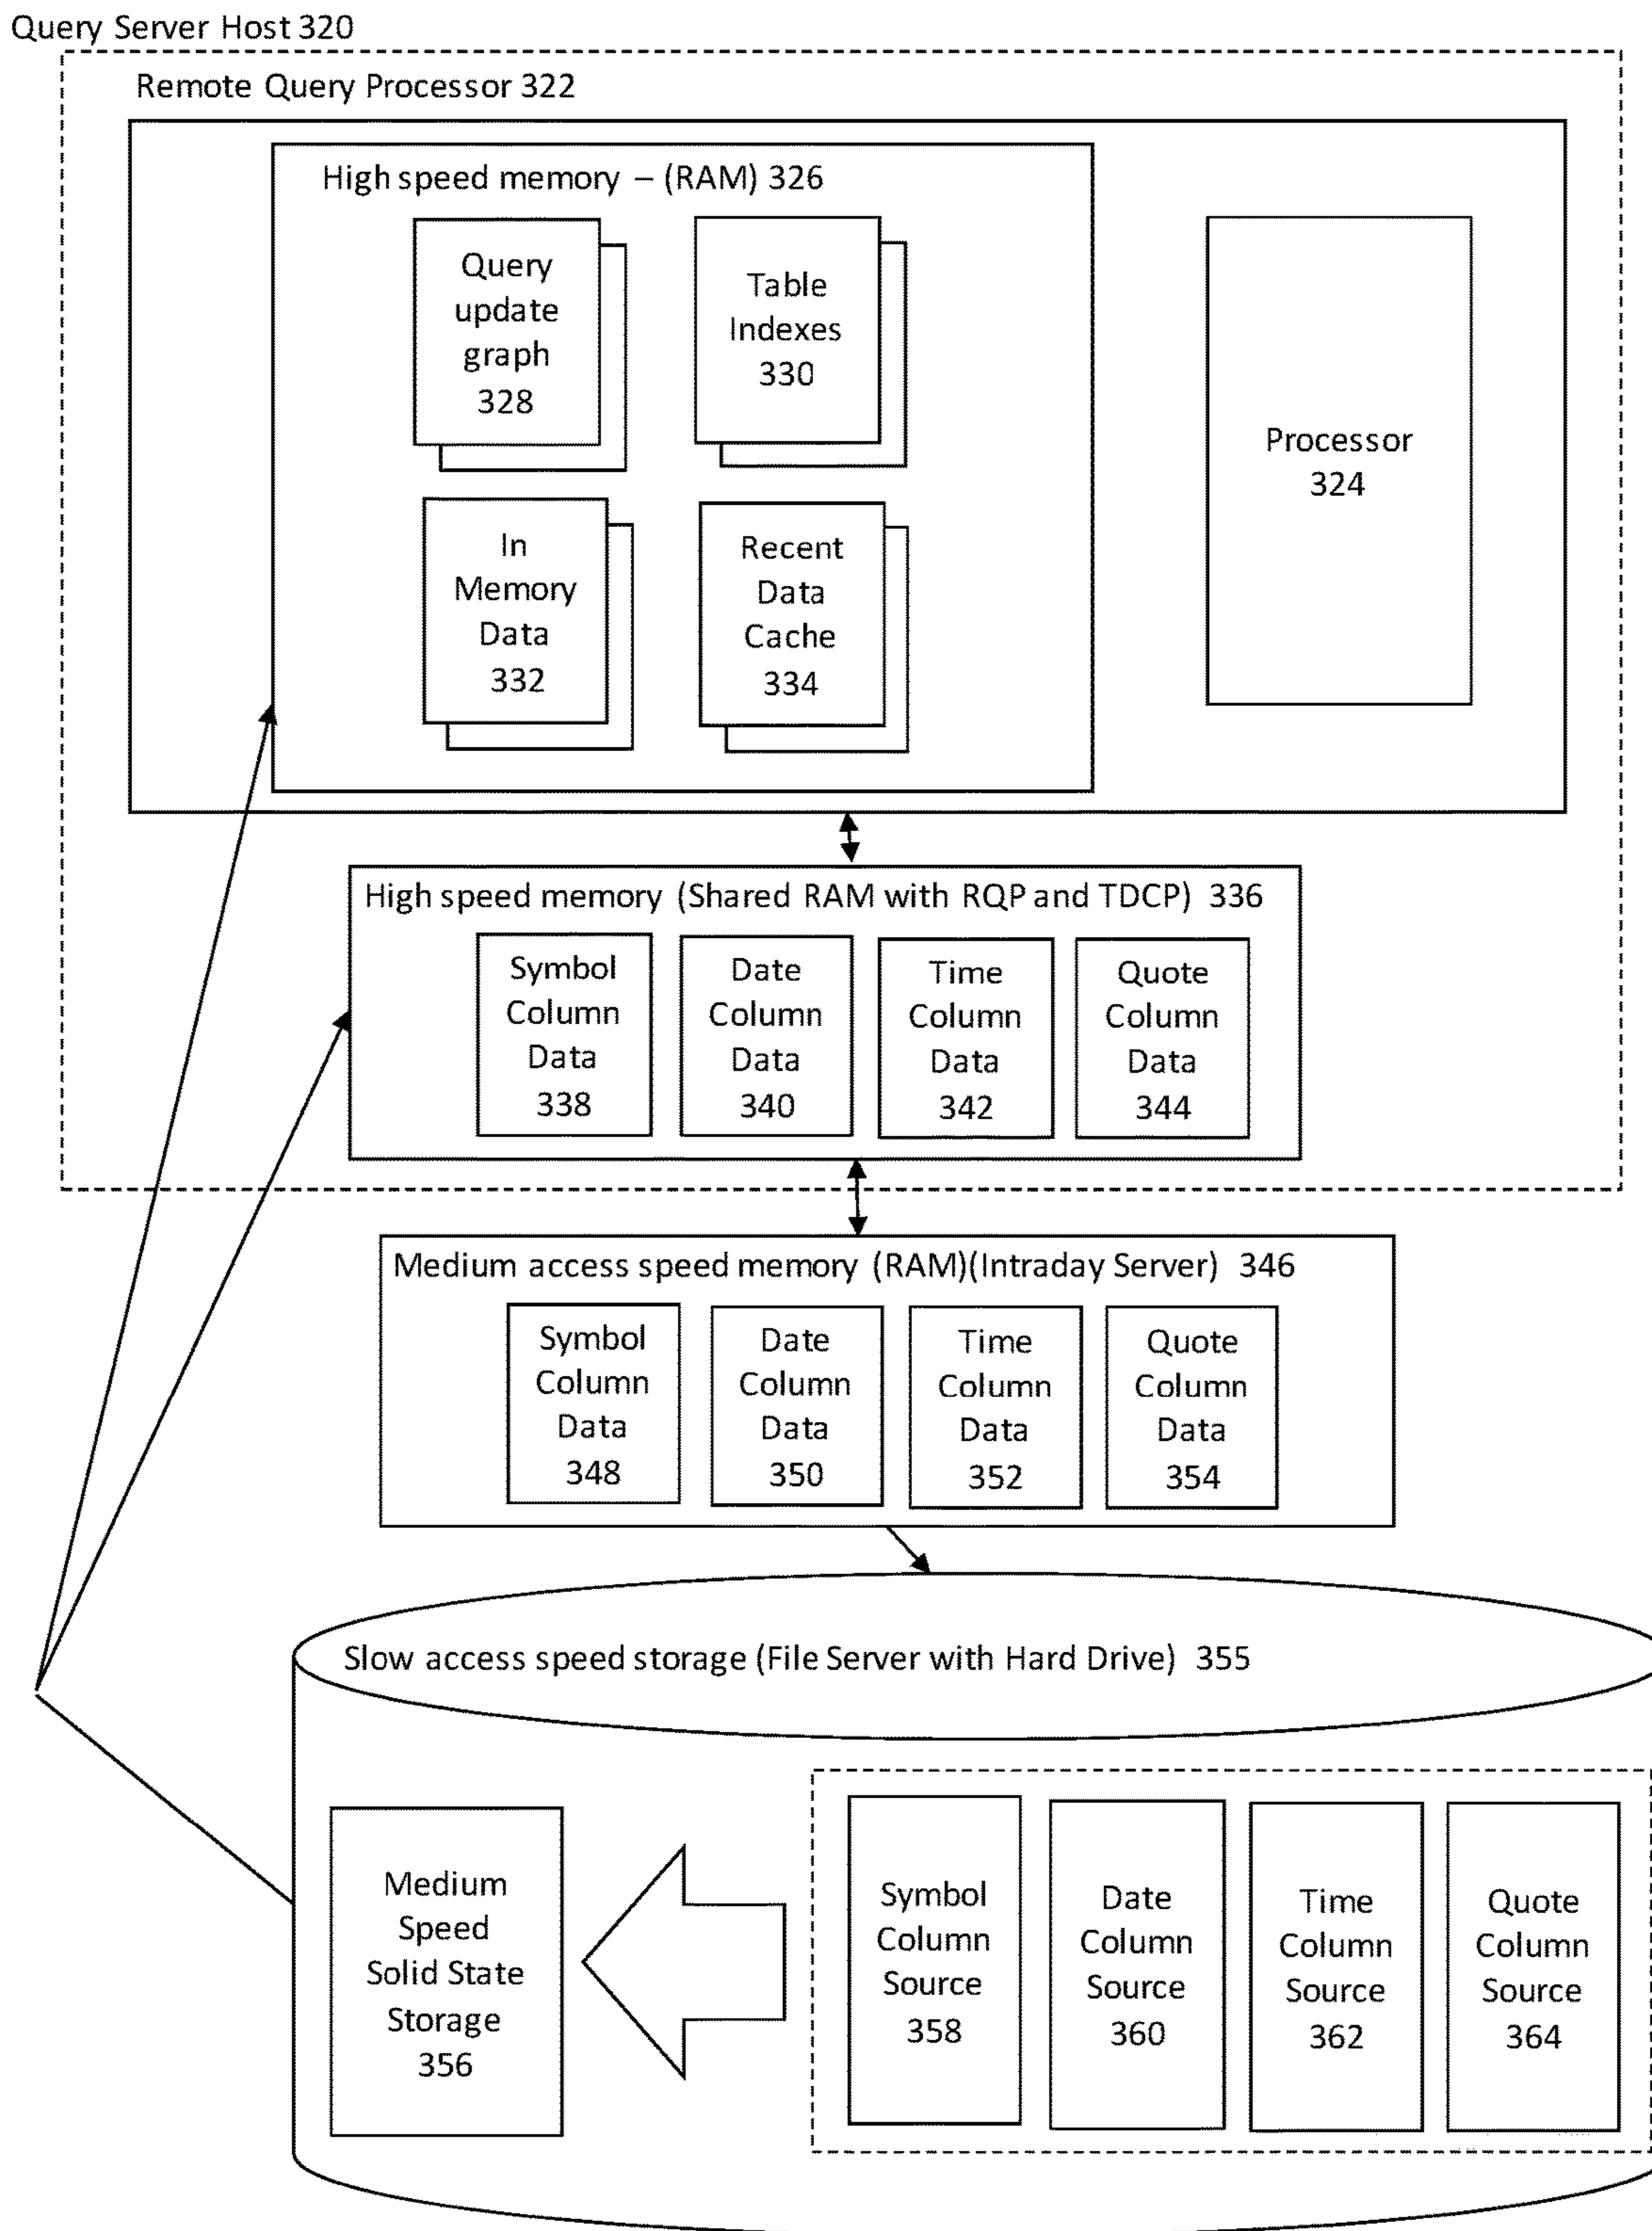 Query Server Host 320
Remote Query Processor 322
High speed memory – (RAM) 326
Query
update
graph
328
Table
Indexes
330
Processor
324
In
Memory
Data
332
Recent
Data
Cache
334
High speed memory (Shared RAM with RQP and TDCP) 336
Symbol
Column
Data
338
Date
Column
Data
340
Time
Column
Data
342
Quote
Column
Data
344
Medium access speed memory (RAM)(Intraday Server) 346
Symbol
Column
Data
348
Date
Column
Data
350
Time
Column
Data
352
Quote
Column
Data
354
Slow access speed storage (File Server with Hard Drive) 355
Medium
Speed
Solid State
Storage
356
Symbol
Column
Source
358
Date
Column
Source
360
Time
Column
Source
362
Quote
Column
Source
364